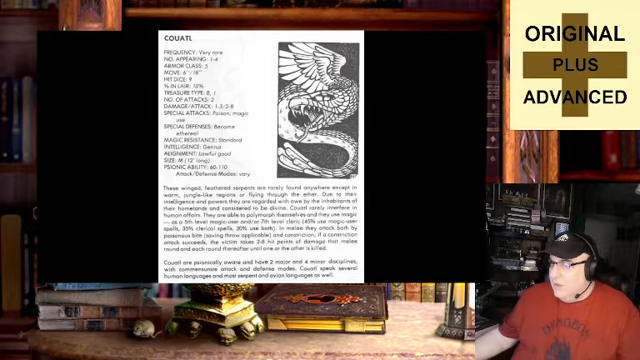 COUATL
FREQUENCY: Very rare
NO. APPEARING: 1-4
ARMOR CLASS: 5
MOVE: 6"/18"
HIT DICE: 9
% IN LAIR: 10%
TREASURE TYPE: B, I
NO. OF ATTACKS: 2
DAMAGE/ATTACK: 1-3/2-8
SPECIAL ATTACKS: Poison, magic
use
SPECIAL DEFENSES: Become
ethereal
MAGIC RESISTANCE: Standard
INTELLIGENCE: Genius
ALIGNMENT: Lawful good
SIZE: M (12' long)
PSIONIC ABILITY: 60-110
Attack/Defense Modes: vary
These winged, feathered serpents are rarely found anywhere except in
warm, jungle-like regions or flying through the ether. Due to their
intelligence and powers they are regarded with awe by the inhabitants
of their homelands and considered to be divine. Couatl rarely interfere in
human affairs. They are able to polymorph themselves and they use magic
— as a 5th level magic-user and/or 7th level cleric (45% use magic-user
spells, 35% clerical spells, 20% use both). In melee they attack both by
poisonous bite (saving throw applicable) and constriction; if a constriction
attack succeeds, the victim takes 2-8 hit points of damage that melee
round and each round thereafter until one or the other is killed.
Couatl are psionically aware and have 2 major and 4 minor disciplines,
with commensurate attack and defense modes. Couatl speak several
human languages and most serpent and avian languages as well.
ORIGINAL
PLUS
ADVANCED